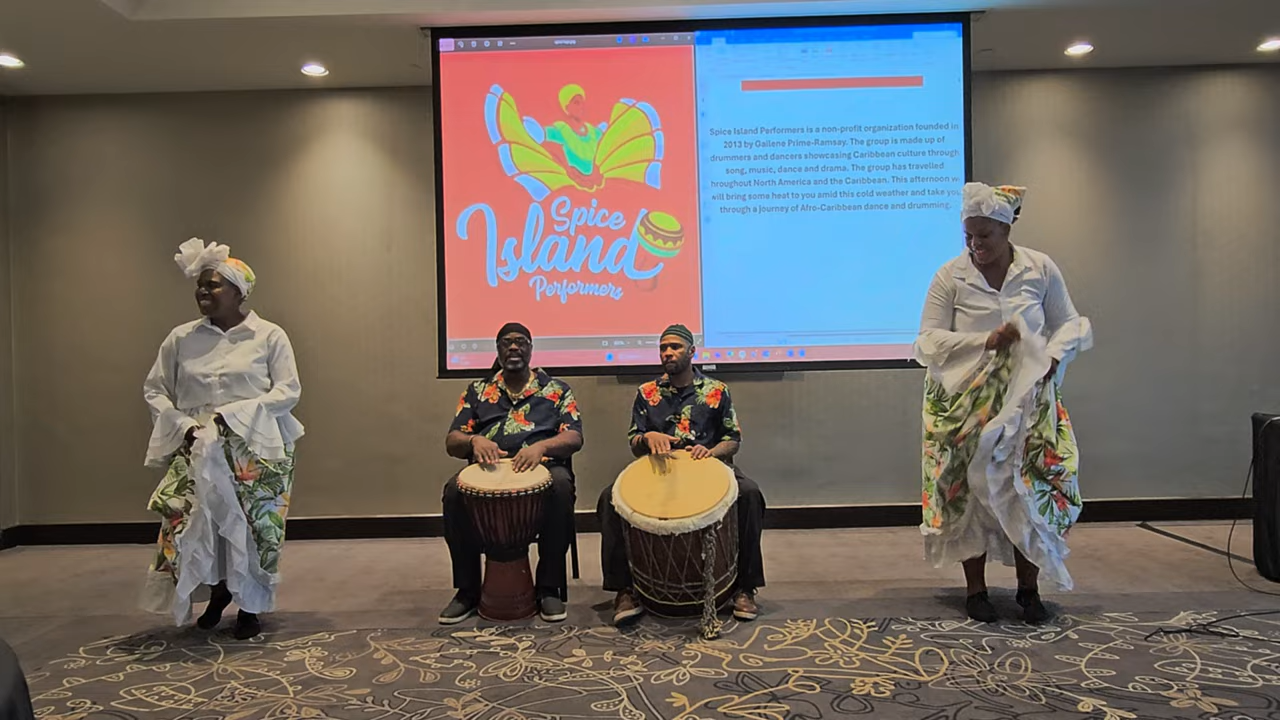 Spice
Island
Performers
Spice Island Performers is a non-profit organization founded in
2013 by Gailene Prime-Ramsay. The group is made up of
drummers and dancers showcasing Caribbean culture through
song, music, dance and drama. The group has travelled
hroughout North America and the Caribbean. This afternoon w
will bring some heat to you amid this cold weather and take you
through a journey of Afro-Caribbean dance and drumming.